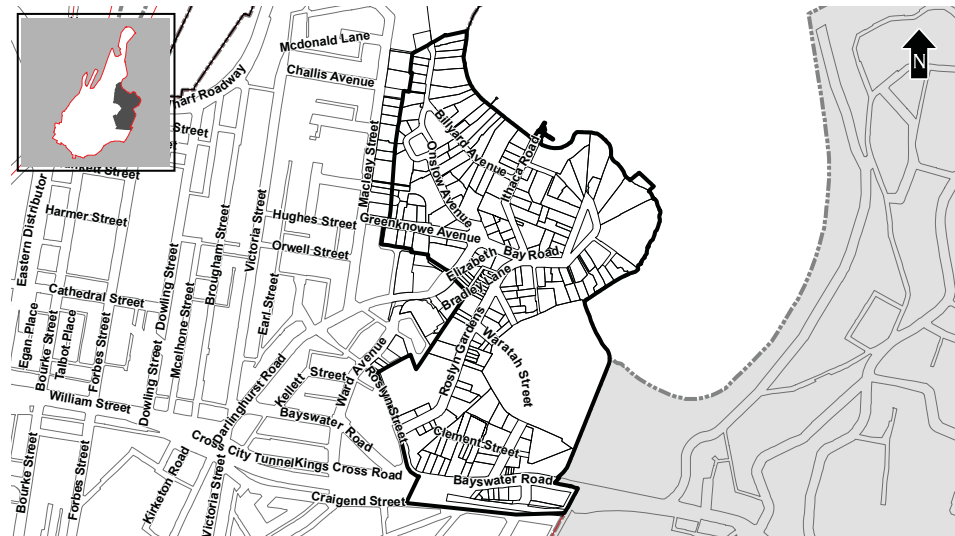 Mcdonald Lane
Challis Avenue
Wharf Roadway
Street
Street
Harmer Street
Eastern Distributor
Macleay Street
Billyard Avenue
Onslow Avenue
Ithaca Road
Greenknowe Avenue
Hughes Street
Orwell Street
Victoria Street
Brougham Street
Dowling Street
Cathedral Street
Elizabeth
Bay Road
Bradley Lane
Earl Street
Mcelhone Street
Egan Place
Bourke Street
Talbot Place
Forbes Street
Dowling Street
William Street
Darlinghurst Road
Kellett Street
Ward Avenue
Roslyn Street
Roslyn Gardens
Waratah Street
Bayswater Road
Clement Street
Cross City Tunnel
Kings Cross Road
Bayswater Road
Craigend Street
Bourke Street
Forbes Street
Kirketon Road
Victoria Street
N